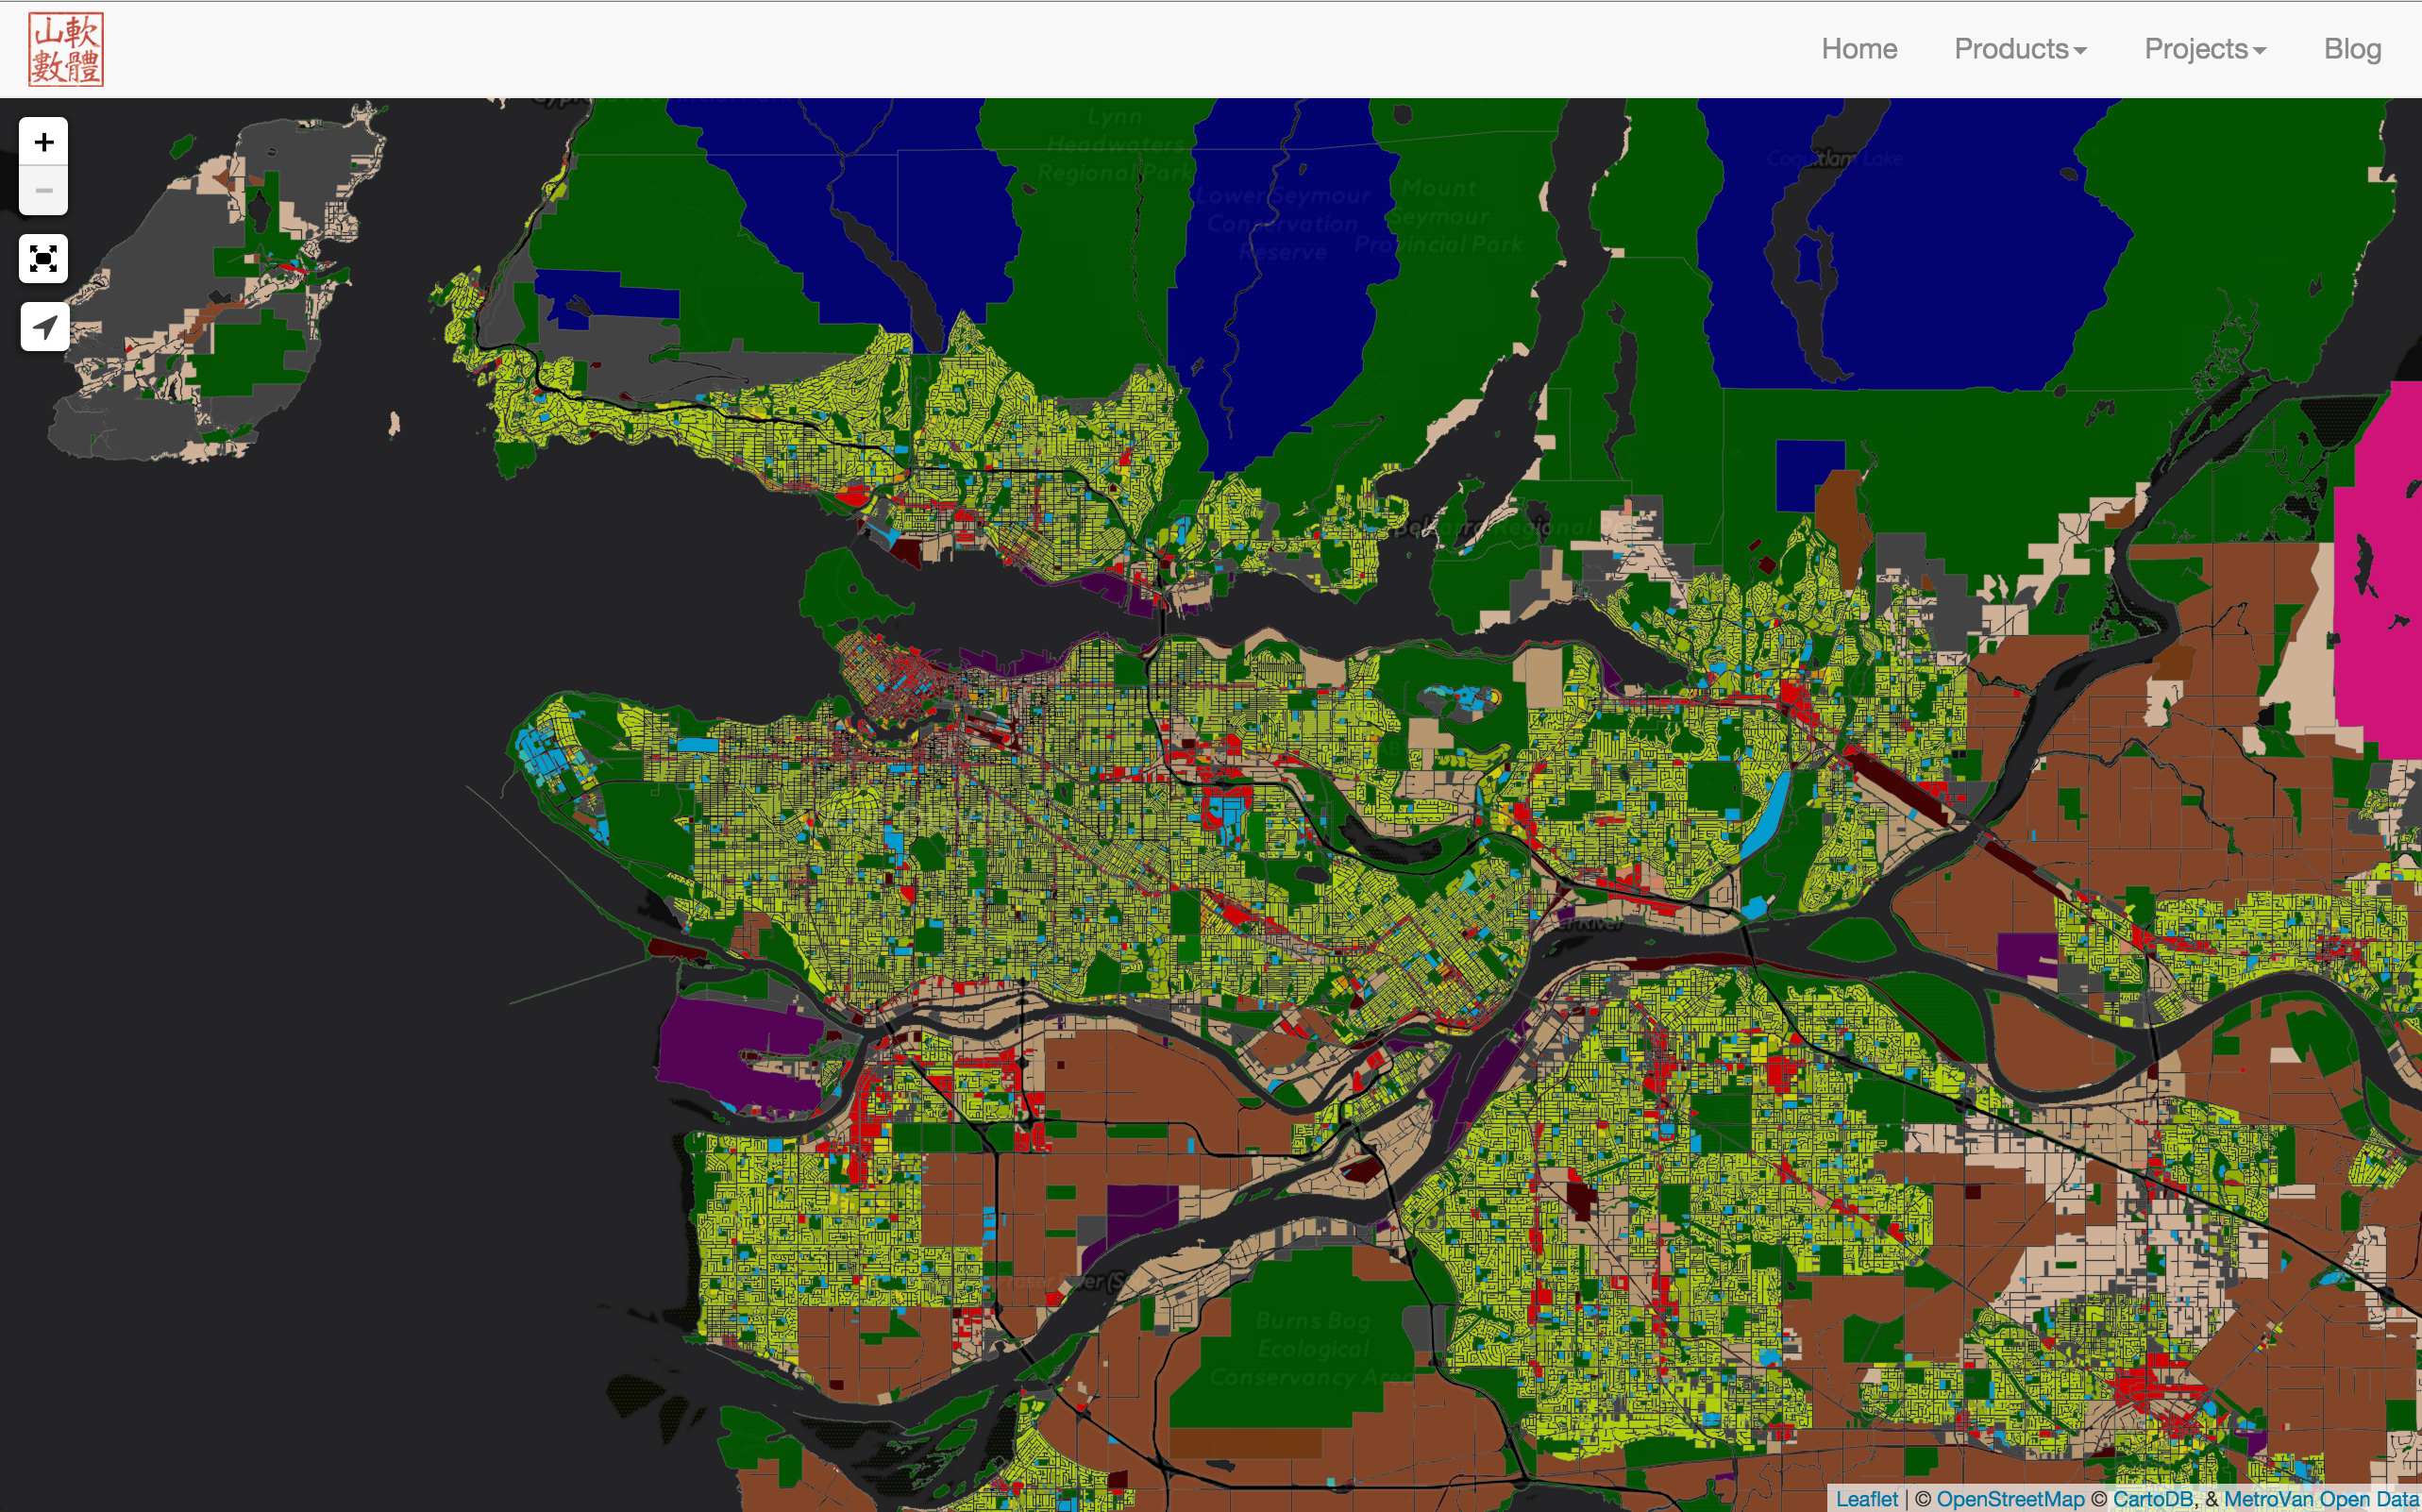 山軟
數體
Home Products Projects Blog
+
−
Lynn
Headwaters
Regional Park
Lower Seymour
Conservation
Reserve
Mount
Seymour
Provincial Park
Coquitlam Lake
Burns Bog
Ecological
Conservancy Area
Leaflet | © OpenStreetMap © CartoDB, & MetroVan Open Data